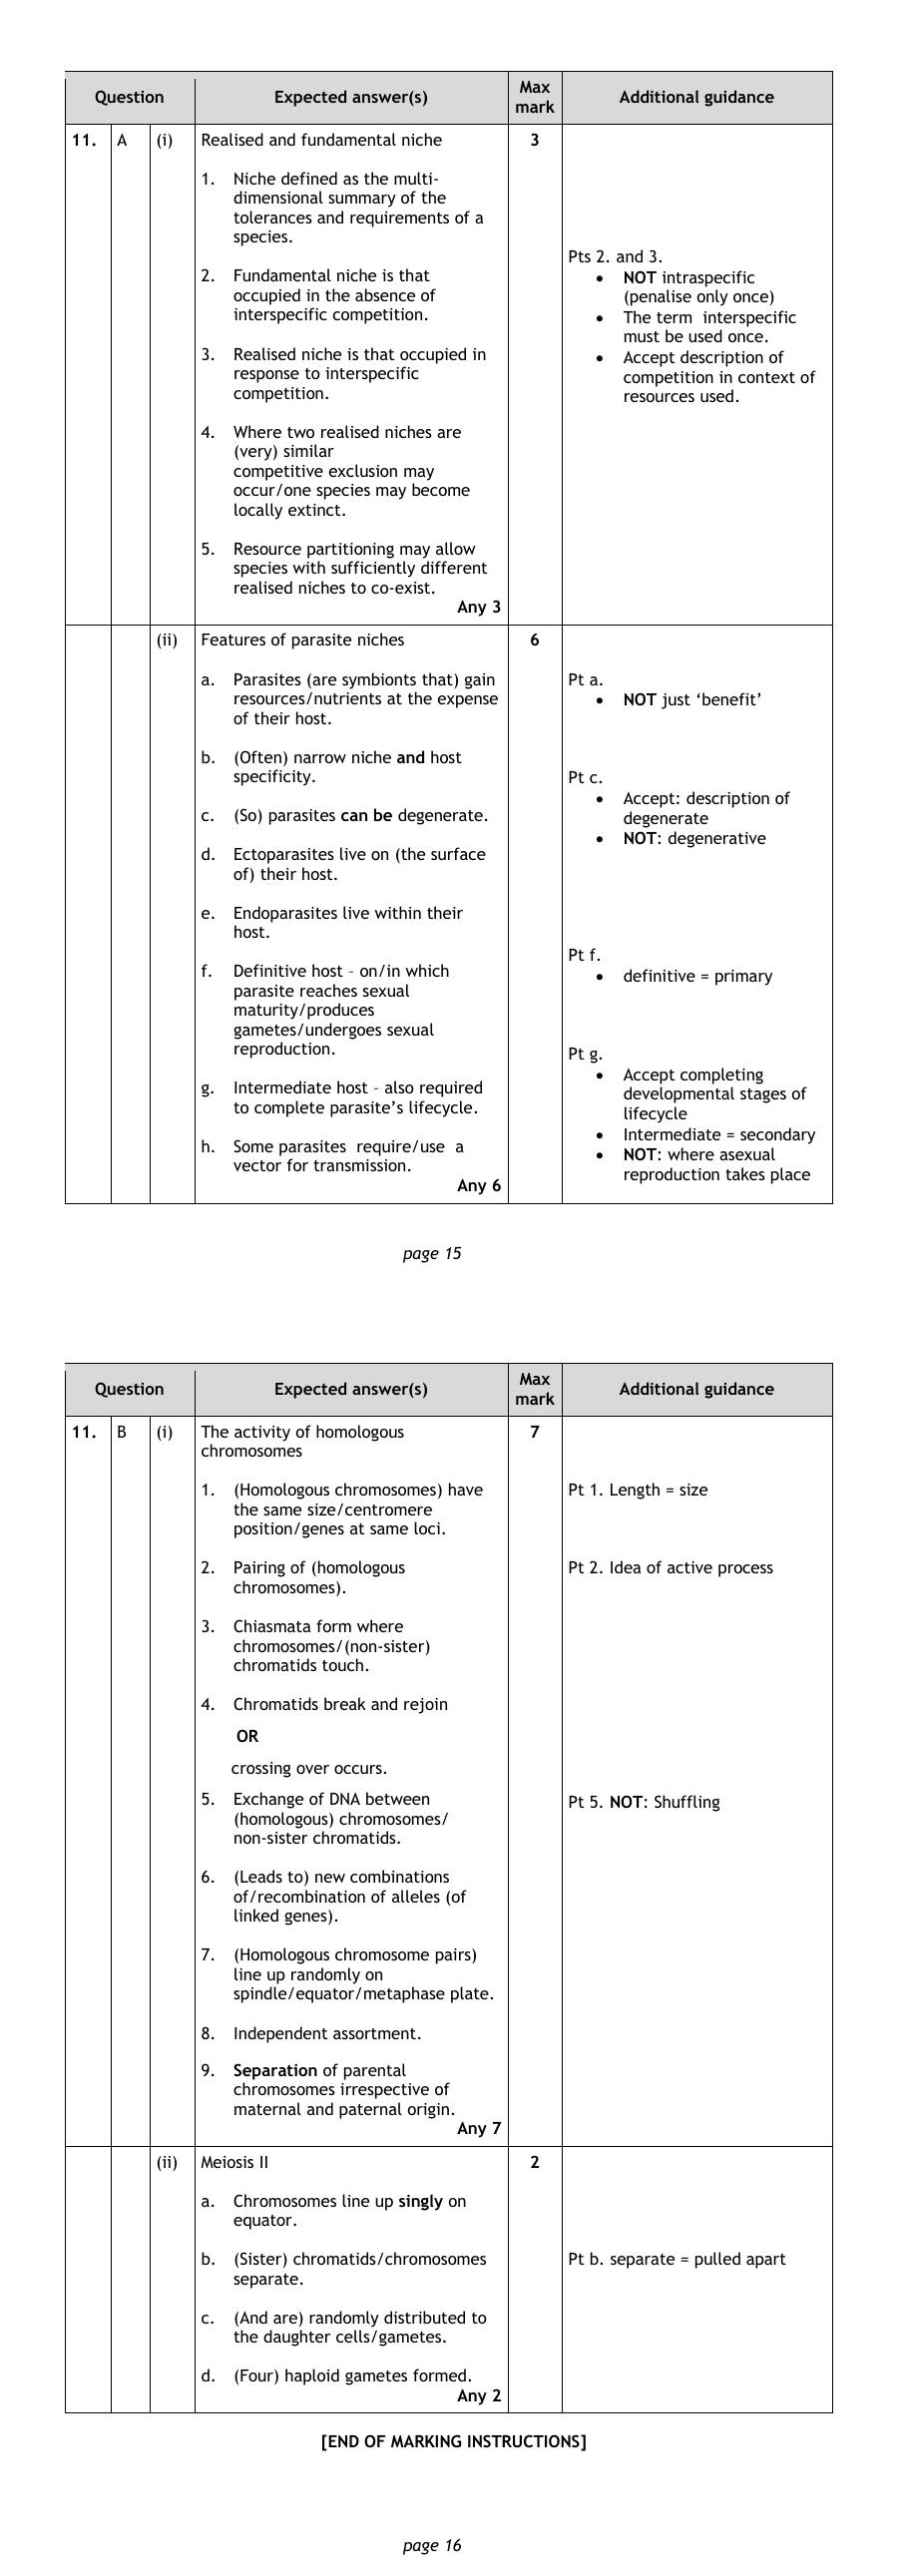 Question
Expected answer(s)
Max
mark
Additional guidance
11.
A
(i)
Realised and fundamental niche
3
1. Niche defined as the multi-
dimensional summary of the
tolerances and requirements of a
species.
2. Fundamental niche is that
occupied in the absence of
interspecific competition.
3. Realised niche is that occupied in
response to interspecific
competition.
4. Where two realised niches are
(very) similar
competitive exclusion may
occur/one species may become
locally extinct.
5. Resource partitioning may allow
species with sufficiently different
realised niches to co-exist.
Any 3
Pts 2. and 3.
• NOT intraspecific
(penalise only once)
• The term interspecific
must be used once.
• Accept description of
competition in context of
resources used.
(ii)
Features of parasite niches
6
a. Parasites (are symbionts that) gain
resources/nutrients at the expense
of their host.
b. (Often) narrow niche and host
specificity.
c. (So) parasites can be degenerate.
d. Ectoparasites live on (the surface
of) their host.
e. Endoparasites live within their
host.
f. Definitive host – on/in which
parasite reaches sexual
maturity/produces
gametes/undergoes sexual
reproduction.
g. Intermediate host – also required
to complete parasite’s lifecycle.
h. Some parasites require/use a
vector for transmission.
Any 6
Pt a.
• NOT just ‘benefit’
Pt c.
• Accept: description of
degenerate
• NOT: degenerative
Pt f.
• definitive = primary
Pt g.
• Accept completing
developmental stages of
lifecycle
• Intermediate = secondary
• NOT: where asexual
reproduction takes place
page 15
Question
Expected answer(s)
Max
mark
Additional guidance
11.
B
(i)
The activity of homologous
chromosomes
7
1. (Homologous chromosomes) have
the same size/centromere
position/genes at same loci.
2. Pairing of (homologous
chromosomes).
3. Chiasmata form where
chromosomes/(non-sister)
chromatids touch.
4. Chromatids break and rejoin
OR
crossing over occurs.
5. Exchange of DNA between
(homologous) chromosomes/
non-sister chromatids.
6. (Leads to) new combinations
of/recombination of alleles (of
linked genes).
7. (Homologous chromosome pairs)
line up randomly on
spindle/equator/metaphase plate.
8. Independent assortment.
9. Separation of parental
chromosomes irrespective of
maternal and paternal origin.
Any 7
Pt 1. Length = size
Pt 2. Idea of active process
Pt 5. NOT: Shuffling
(ii)
Meiosis II
2
a. Chromosomes line up singly on
equator.
b. (Sister) chromatids/chromosomes
separate.
c. (And are) randomly distributed to
the daughter cells/gametes.
d. (Four) haploid gametes formed.
Any 2
Pt b. separate = pulled apart
[END OF MARKING INSTRUCTIONS]
page 16